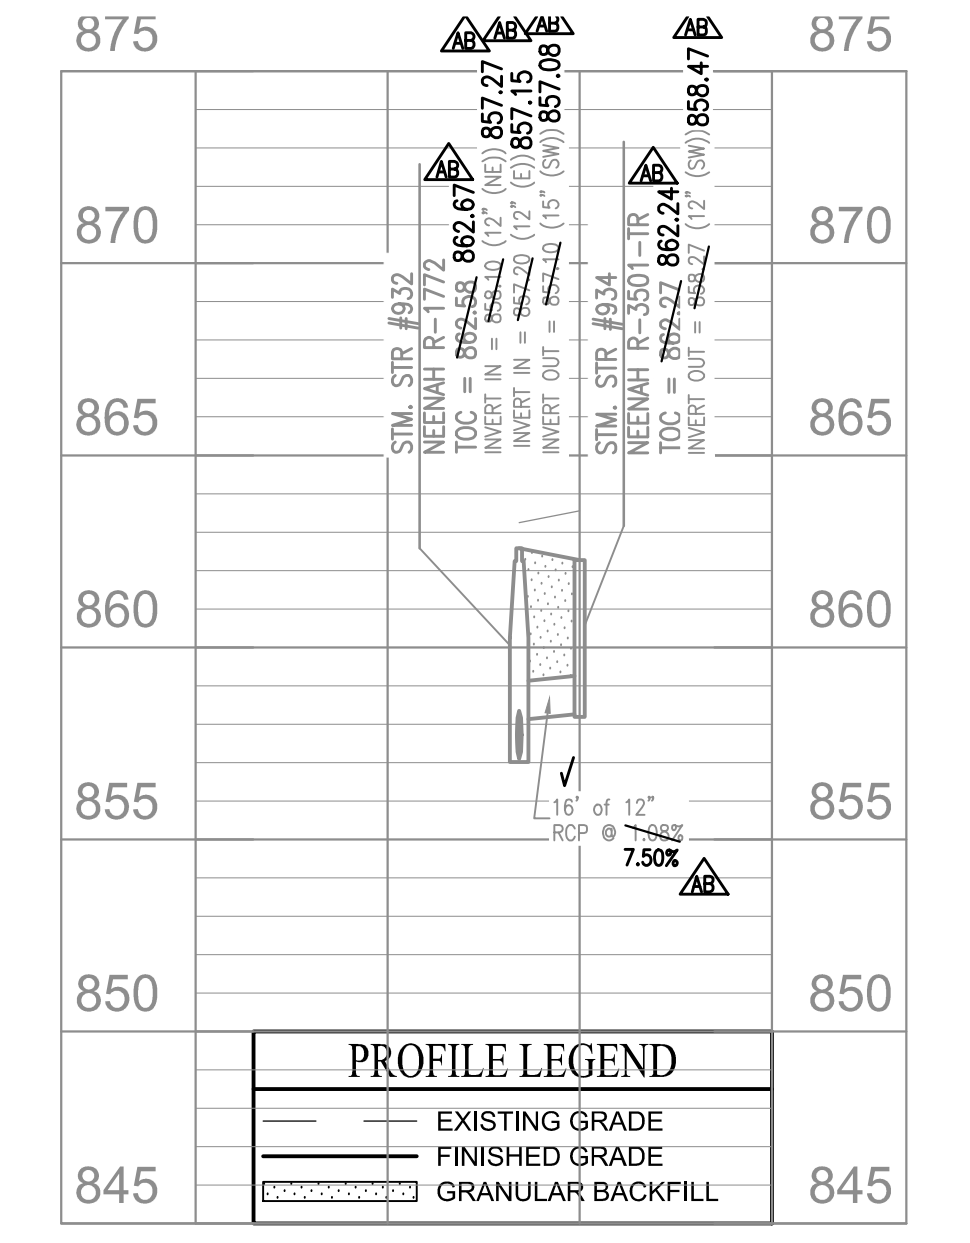 875
875
AB
AB
AB
AB
AB
AB
STM. STR #932
NEENAH R-1772
TOC = 862.58 862.67
INVERT IN = 858.10 (12" (NE)) 857.27
INVERT IN = 857.20 (12" (E)) 857.15
INVERT OUT = 857.10 (15" (SW)) 857.08
STM. STR #934
NEENAH R-3501-TR
TOC = 862.27 862.24
INVERT OUT = 858.27 (12" (SW)) 858.47
870
870
865
865
860
860
855
855
√
16' of 12"
RCP @ 1.08%
7.50%
AB
850
850
PROFILE LEGEND
EXISTING GRADE
FINISHED GRADE
GRANULAR BACKFILL
845
845